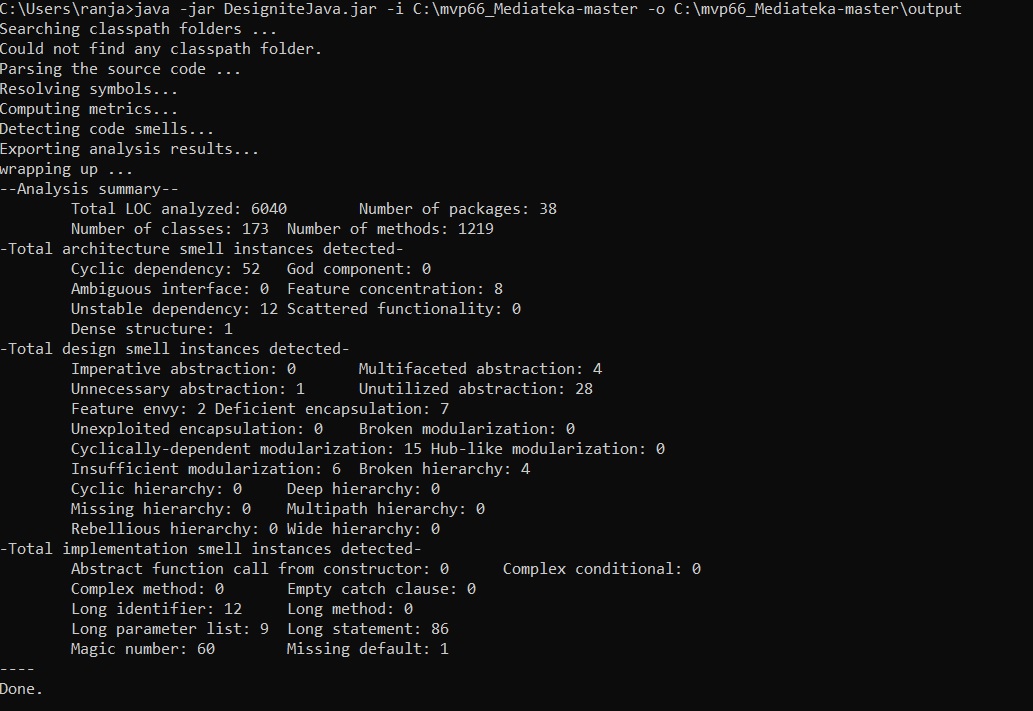 C:\Users\ranja>java -jar DesigniteJava.jar -i C:\mvp66_Mediateka-master -o C:\mvp66_Mediateka-master\output
Searching classpath folders ...
Could not find any classpath folder.
Parsing the source code ...
Resolving symbols...
Computing metrics...
Detecting code smells...
Exporting analysis results...
wrapping up ...
--Analysis summary--
        Total LOC analyzed: 6040        Number of packages: 38
        Number of classes: 173  Number of methods: 1219
-Total architecture smell instances detected-
        Cyclic dependency: 52   God component: 0
        Ambiguous interface: 0  Feature concentration: 8
        Unstable dependency: 12 Scattered functionality: 0
        Dense structure: 1
-Total design smell instances detected-
        Imperative abstraction: 0       Multifaceted abstraction: 4
        Unnecessary abstraction: 1      Unutilized abstraction: 28
        Feature envy: 2 Deficient encapsulation: 7
        Unexploited encapsulation: 0    Broken modularization: 0
        Cyclically-dependent modularization: 15 Hub-like modularization: 0
        Insufficient modularization: 6  Broken hierarchy: 4
        Cyclic hierarchy: 0     Deep hierarchy: 0
        Missing hierarchy: 0    Multipath hierarchy: 0
        Rebellious hierarchy: 0 Wide hierarchy: 0
-Total implementation smell instances detected-
        Abstract function call from constructor: 0      Complex conditional: 0
        Complex method: 0       Empty catch clause: 0
        Long identifier: 12     Long method: 0
        Long parameter list: 9  Long statement: 86
        Magic number: 60        Missing default: 1
----
Done.